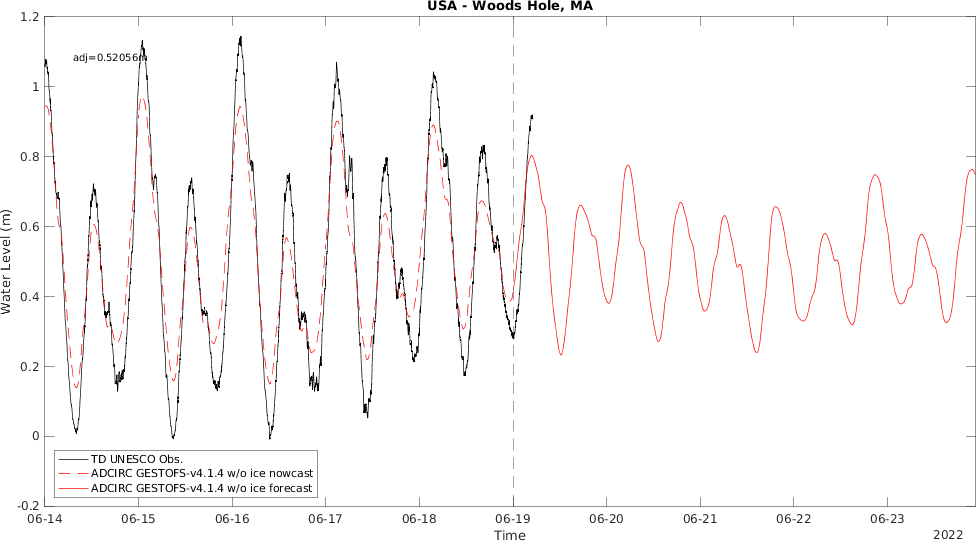 USA - Woods Hole, MA
adj=0.52056m
1.2
1
0.8
0.6
0.4
0.2
0
-0.2
Water Level (m)
TD UNESCO Obs.
ADCIRC GESTOFS-v4.1.4 w/o ice nowcast
ADCIRC GESTOFS-v4.1.4 w/o ice forecast
06-14 06-15 06-16 06-17 06-18 06-19 06-20 06-21 06-22 06-23
Time
2022